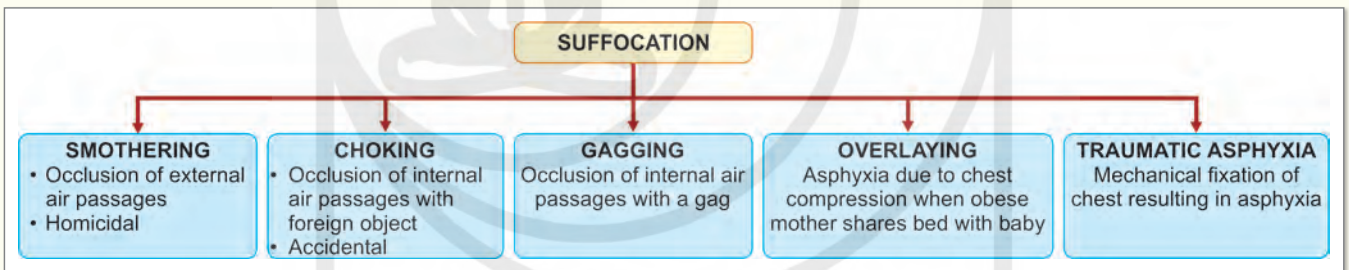 SUFFOCATION
SMOTHERING
• Occlusion of external
air passages
• Homicidal
CHOKING
• Occlusion of internal
air passages with
foreign object
• Accidental
GAGGING
Occlusion of internal air
passages with a gag
OVERLAYING
Asphyxia due to chest
compression when obese
mother shares bed with baby
TRAUMATIC ASPHYXIA
Mechanical fixation of
chest resulting in asphyxia